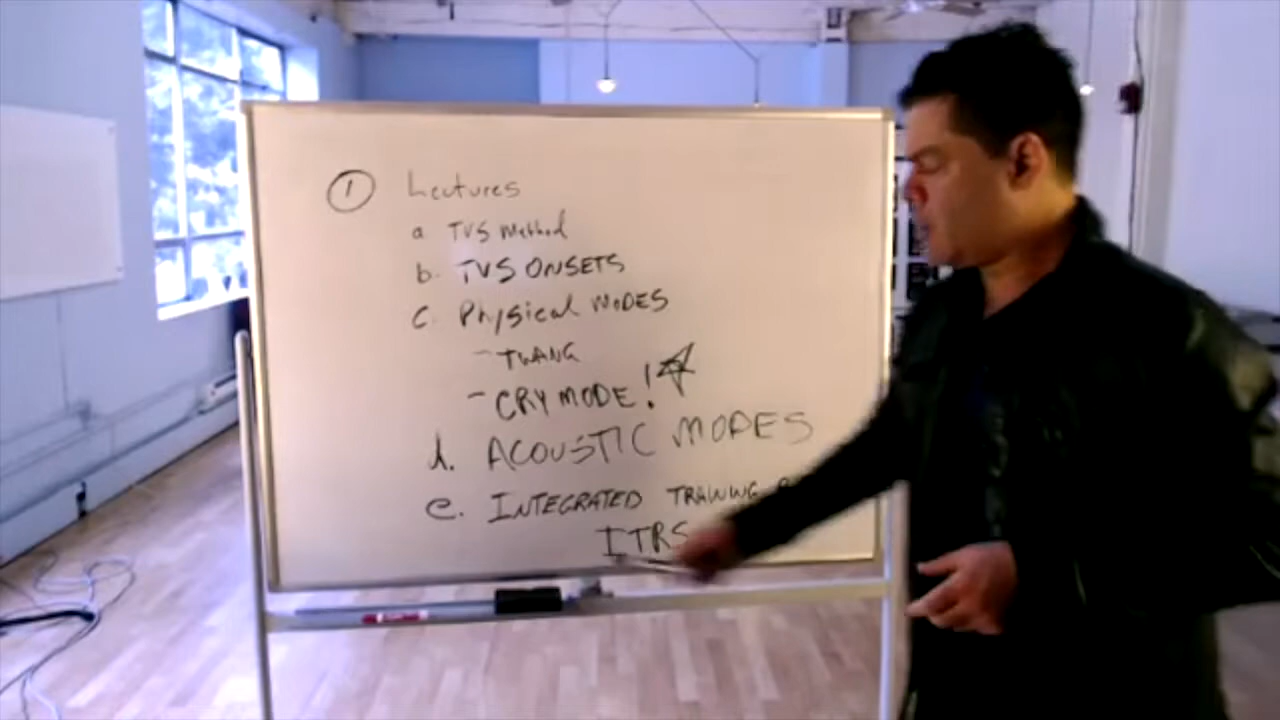 ① Lectures
a TVS Method
b. TVS ONSETS
c. Physical MODES
- TWANG
- CRY MODE!
d. ACOUSTIC MODES
e. INTEGRATED TRAINING
ITRS